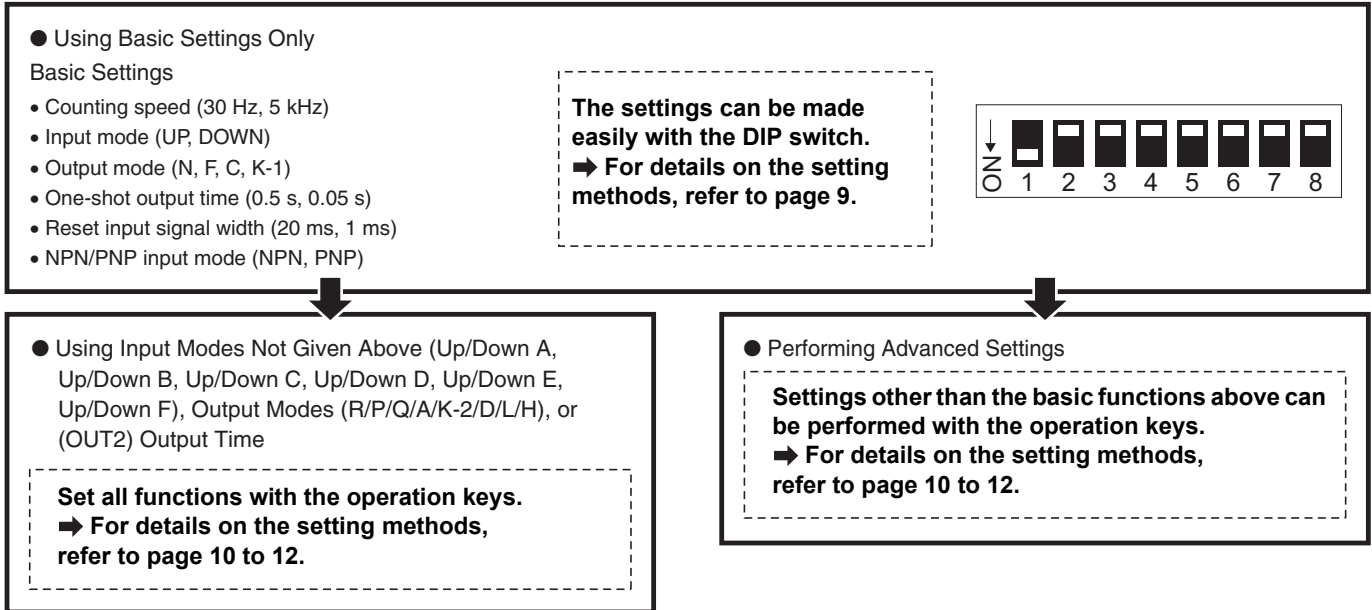 ● Using Basic Settings Only
Basic Settings
• Counting speed (30 Hz, 5 kHz)
• Input mode (UP, DOWN)
• Output mode (N, F, C, K-1)
• One-shot output time (0.5 s, 0.05 s)
• Reset input signal width (20 ms, 1 ms)
• NPN/PNP input mode (NPN, PNP)
The settings can be made
easily with the DIP switch.
➡ For details on the setting
methods, refer to page 9.
ON
1 2 3 4 5 6 7 8
● Using Input Modes Not Given Above (Up/Down A,
Up/Down B, Up/Down C, Up/Down D, Up/Down E,
Up/Down F), Output Modes (R/P/Q/A/K-2/D/L/H), or
(OUT2) Output Time
Set all functions with the operation keys.
➡ For details on the setting methods,
refer to page 10 to 12.
● Performing Advanced Settings
Settings other than the basic functions above can
be performed with the operation keys.
➡ For details on the setting methods,
refer to page 10 to 12.